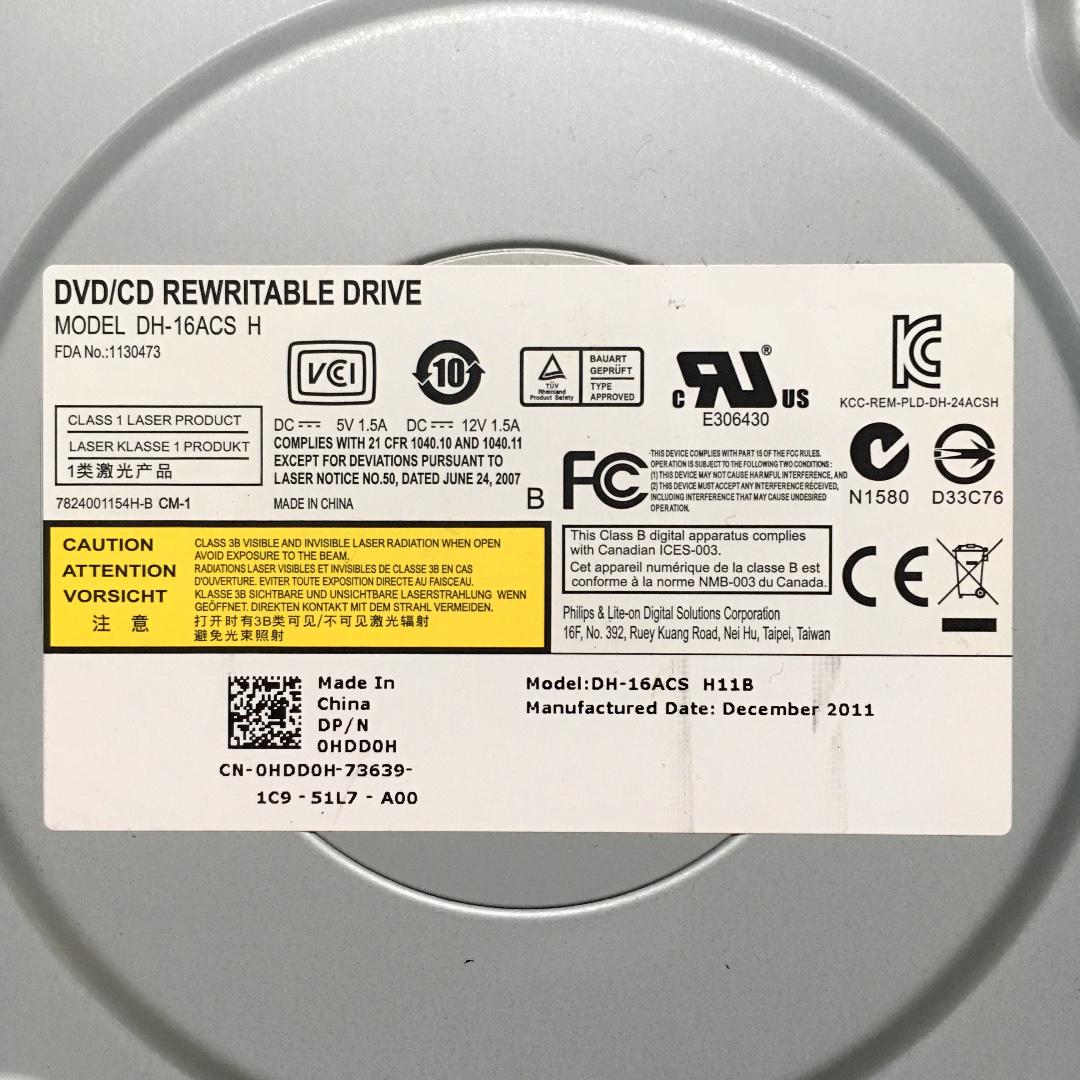 DVD/CD REWRITABLE DRIVE
MODEL DH-16ACS H
FDA No.:1130473
VCI
10
TÜV
Rheinland
Product Safety
BAUART
GEPRÜFT
TYPE
APPROVED
c RU® US
E306430
KC
KCC-REM-PLD-DH-24ACSH
CLASS 1 LASER PRODUCT
LASER KLASSE 1 PRODUKT
1类激光产品
7824001154H-B CM-1
DC 5V 1.5A DC 12V 1.5A
COMPLIES WITH 21 CFR 1040.10 AND 1040.11
EXCEPT FOR DEVIATIONS PURSUANT TO
LASER NOTICE NO.50, DATED JUNE 24, 2007
MADE IN CHINA
B
FC
THIS DEVICE COMPLIES WITH PART 15 OF THE FCC RULES.
OPERATION IS SUBJECT TO THE FOLLOWING TWO CONDITIONS :
(1) THIS DEVICE MAY NOT CAUSE HARMFUL INTERFERENCE, AND
(2) THIS DEVICE MUST ACCEPT ANY INTERFERENCE RECEIVED,
INCLUDING INTERFERENCE THAT MAY CAUSE UNDESIRED
OPERATION.
N1580
D33C76
CAUTION
ATTENTION
VORSICHT
注 意
CLASS 3B VISIBLE AND INVISIBLE LASER RADIATION WHEN OPEN
AVOID EXPOSURE TO THE BEAM.
RADIATIONS LASER VISIBLES ET INVISIBLES DE CLASSE 3B EN CAS
D'OUVERTURE. EVITER TOUTE EXPOSITION DIRECTE AU FAISCEAU.
KLASSE 3B SICHTBARE UND UNSICHTBARE LASERSTRAHLUNG WENN
GEÖFFNET. DIREKTEN KONTAKT MIT DEM STRAHL VERMEIDEN.
打开时有3B类可见/不可见激光辐射
避免光束照射
This Class B digital apparatus complies
with Canadian ICES-003.
Cet appareil numérique de la classe B est
conforme à la norme NMB-003 du Canada.
CE
Philips & Lite-on Digital Solutions Corporation
16F, No. 392, Ruey Kuang Road, Nei Hu, Taipei, Taiwan
Made In
China
DP/N
0HDD0H
CN-0HDD0H-73639-
1C9 - 51L7 - A00
Model:DH-16ACS H11B
Manufactured Date: December 2011